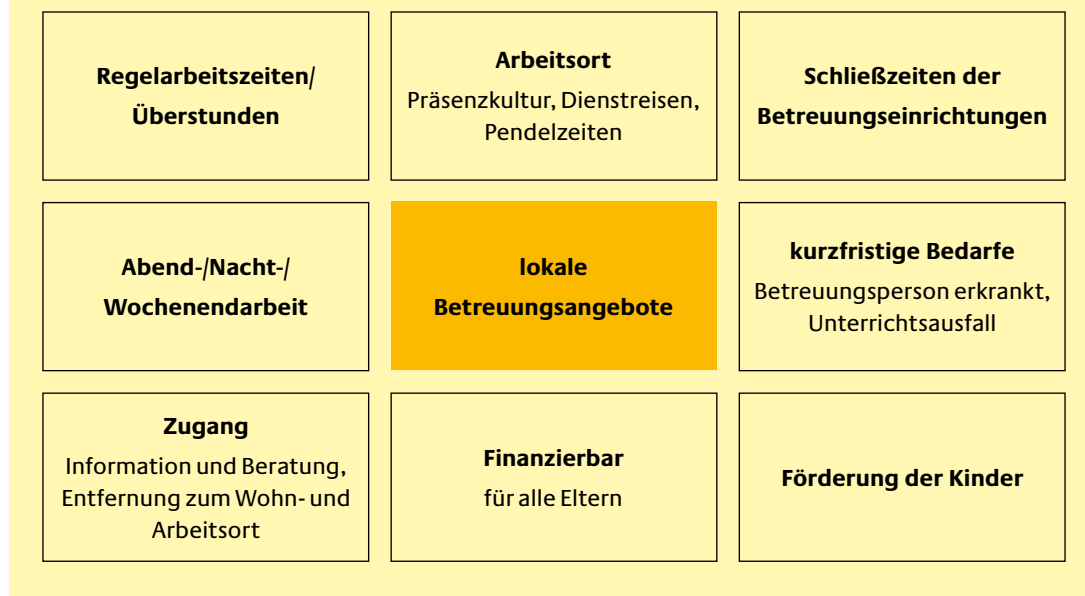 Regelarbeitszeiten/
Überstunden
Arbeitsort
Präsenzkultur, Dienstreisen,
Pendelzeiten
Schließzeiten der
Betreuungseinrichtungen
Abend-/Nacht-/
Wochenendarbeit
lokale
Betreuungsangebote
kurzfristige Bedarfe
Betreuungsperson erkrankt,
Unterrichtsausfall
Zugang
Information und Beratung,
Entfernung zum Wohn- und
Arbeitsort
Finanzierbar
für alle Eltern
Förderung der Kinder